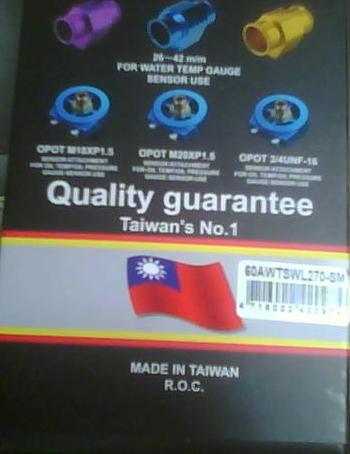 26~42 m/m
FOR WATER TEMP GAUGE
SENSOR USE
OPOT M18XP1.5
SENSOR ATTACHMENT
FOR OIL TEMP/OIL PRESSURE
GAUGE SENSOR USE
OPOT M20XP1.5
SENSOR ATTACHMENT
FOR OIL TEMP/OIL PRESSURE
GAUGE SENSOR USE
OPOT 3/4UNF-16
SENSOR ATTACHMENT
FOR OIL TEMP/OIL PRESSURE
GAUGE SENSOR USE
Quality guarantee
Taiwan's No.1
60AWTSWL270-SM
MADE IN TAIWAN
R.O.C.